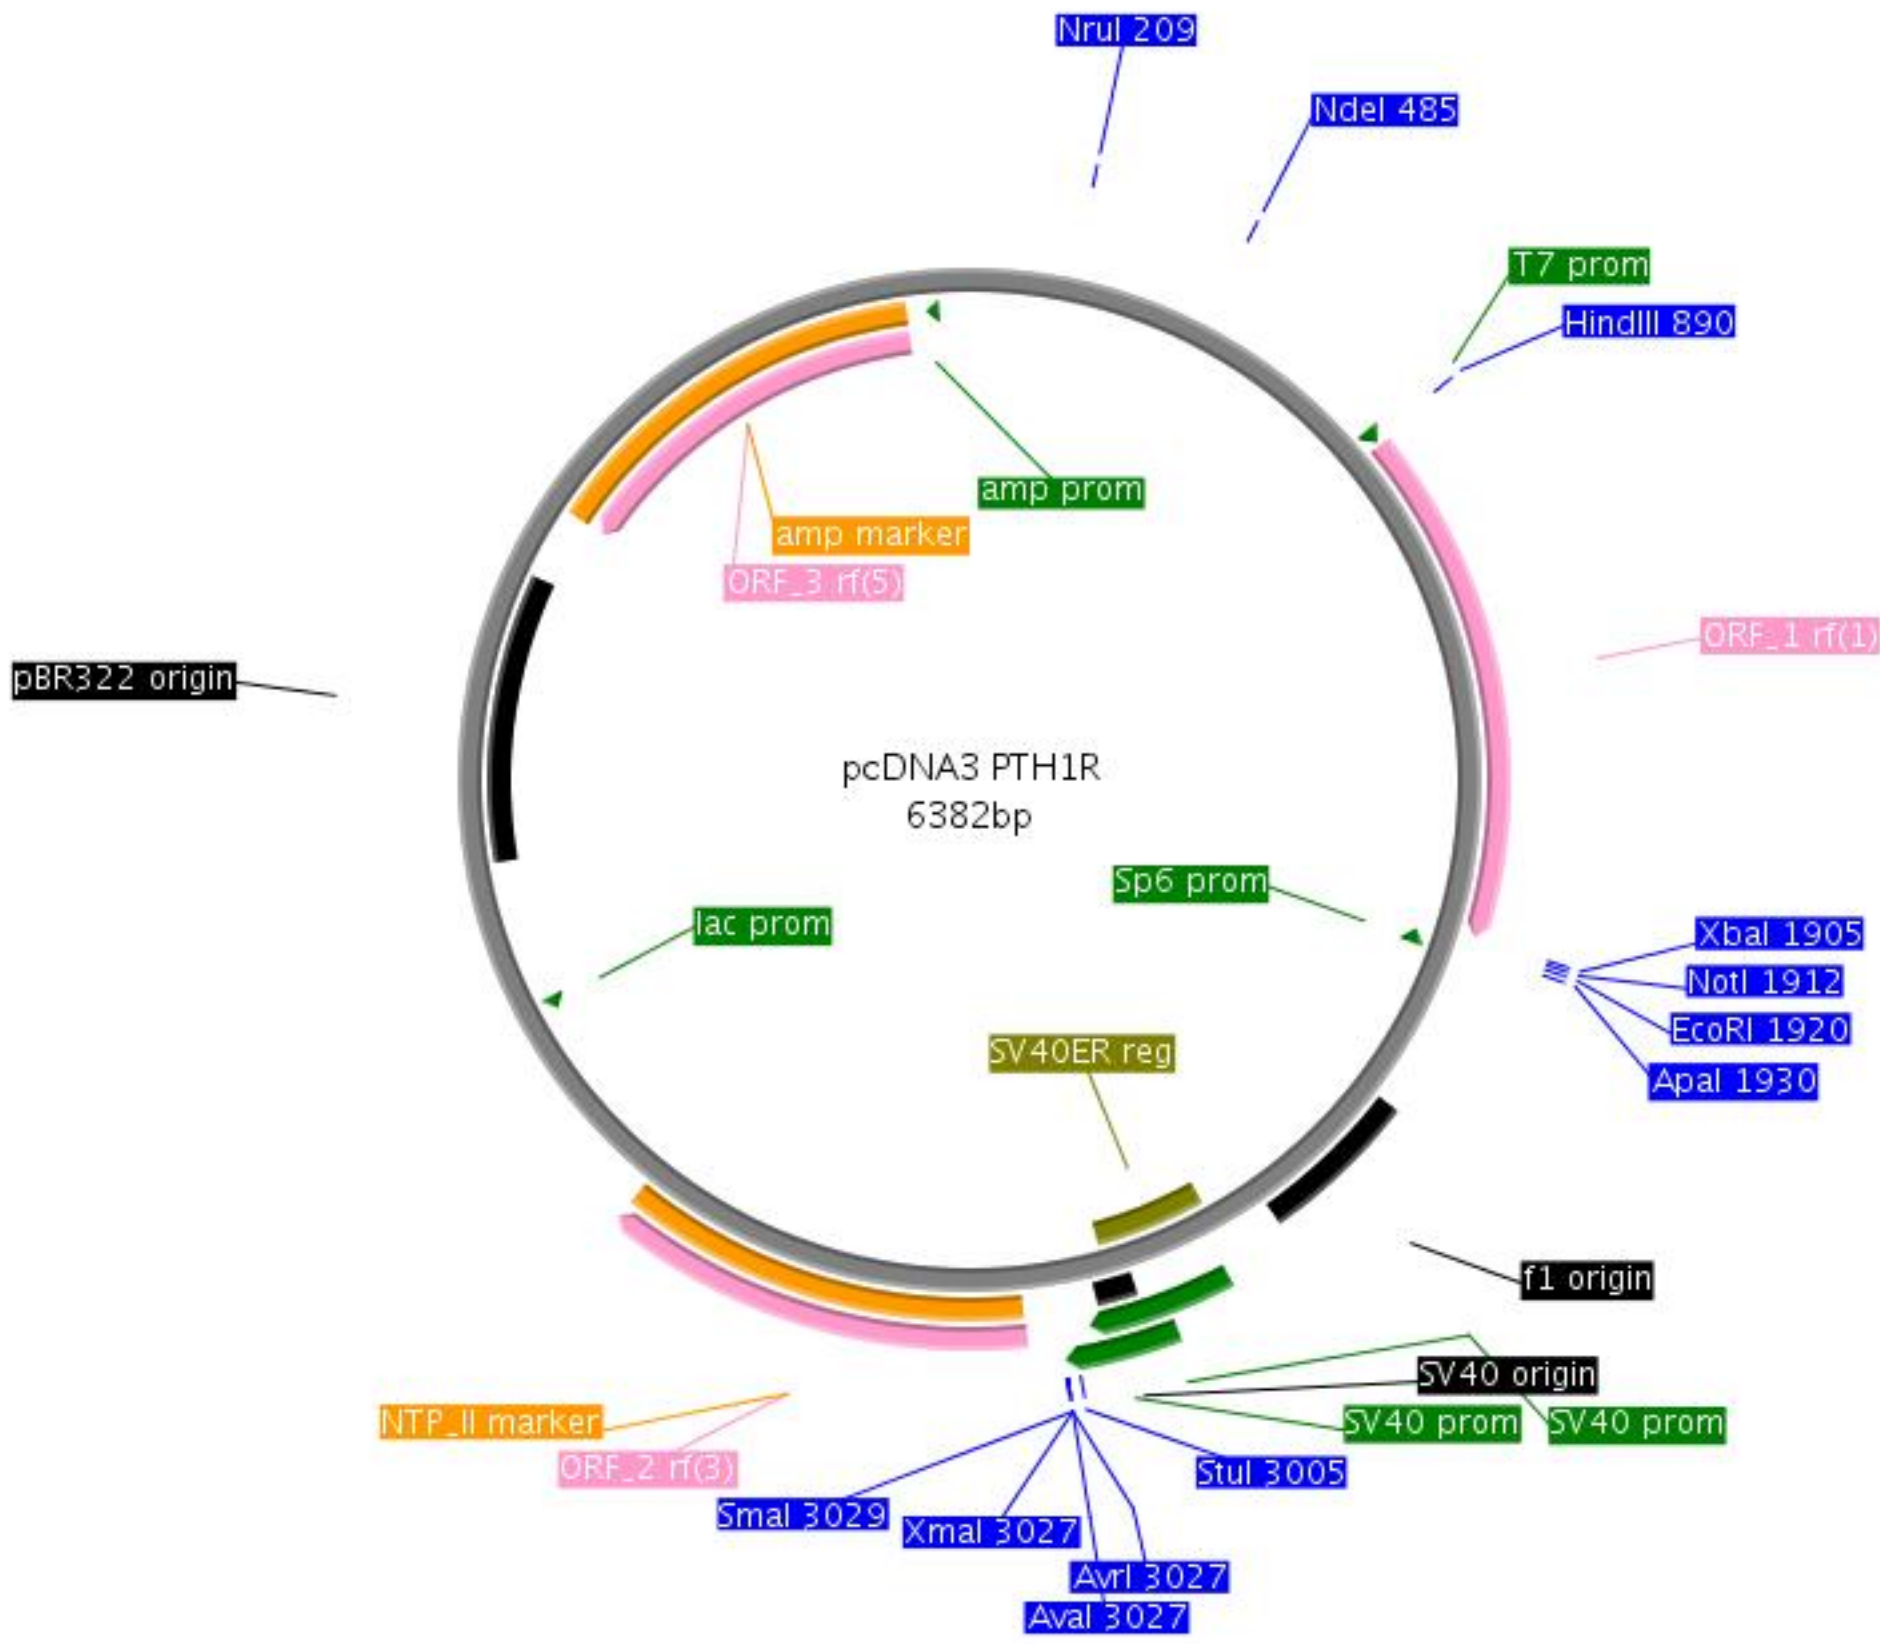 NruI 209
NdeI 485
T7 prom
HindIII 890
amp prom
amp marker
ORF_3 rf(5)
ORF_1 rf(1)
pBR322 origin
pcDNA3 PTH1R
6382bp
Sp6 prom
lac prom
XbaI 1905
NotI 1912
EcoRI 1920
SV40ER reg
ApaI 1930
f1 origin
SV40 origin
NTP_II marker
SV40 prom
SV40 prom
ORF_2 rf(3)
StuI 3005
SmaI 3029
XmaI 3027
AvrI 3027
AvaI 3027